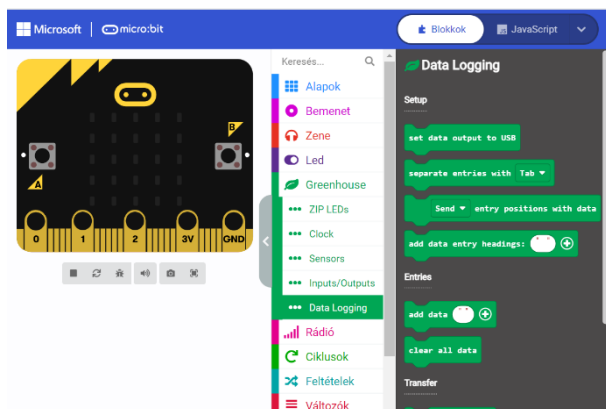 Microsoft micro:bit Blokkok JavaScript
Keresés...
Alapok
Bemenet
Zene
Led
Greenhouse
ZIP LEDs
Clock
Sensors
Inputs/Outputs
Data Logging
Rádió
Ciklusok
Feltételek
Változók
B
A
0 1 2 3V GND
Data Logging
Setup
set data output to USB
separate entries with Tab
Send entry positions with data
add data entry headings:
Entries
add data
clear all data
Transfer